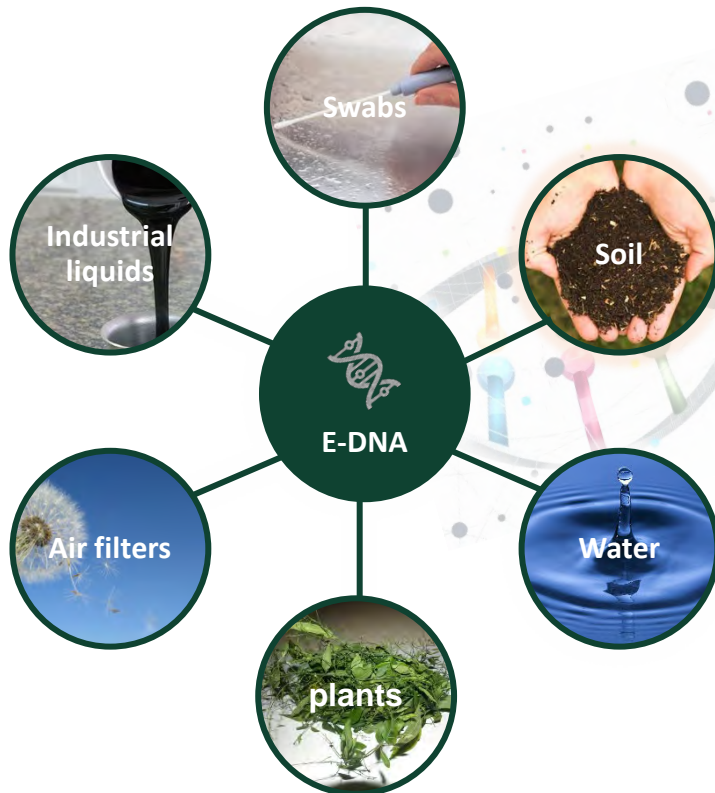 Swabs
Industrial
liquids
Soil
E-DNA
Air filters
Water
plants